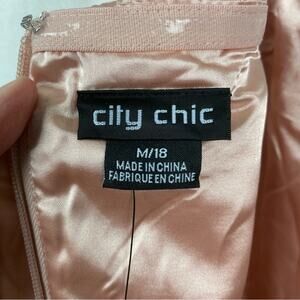 city chic
M/18
MADE IN CHINA
FABRIQUE EN CHINE